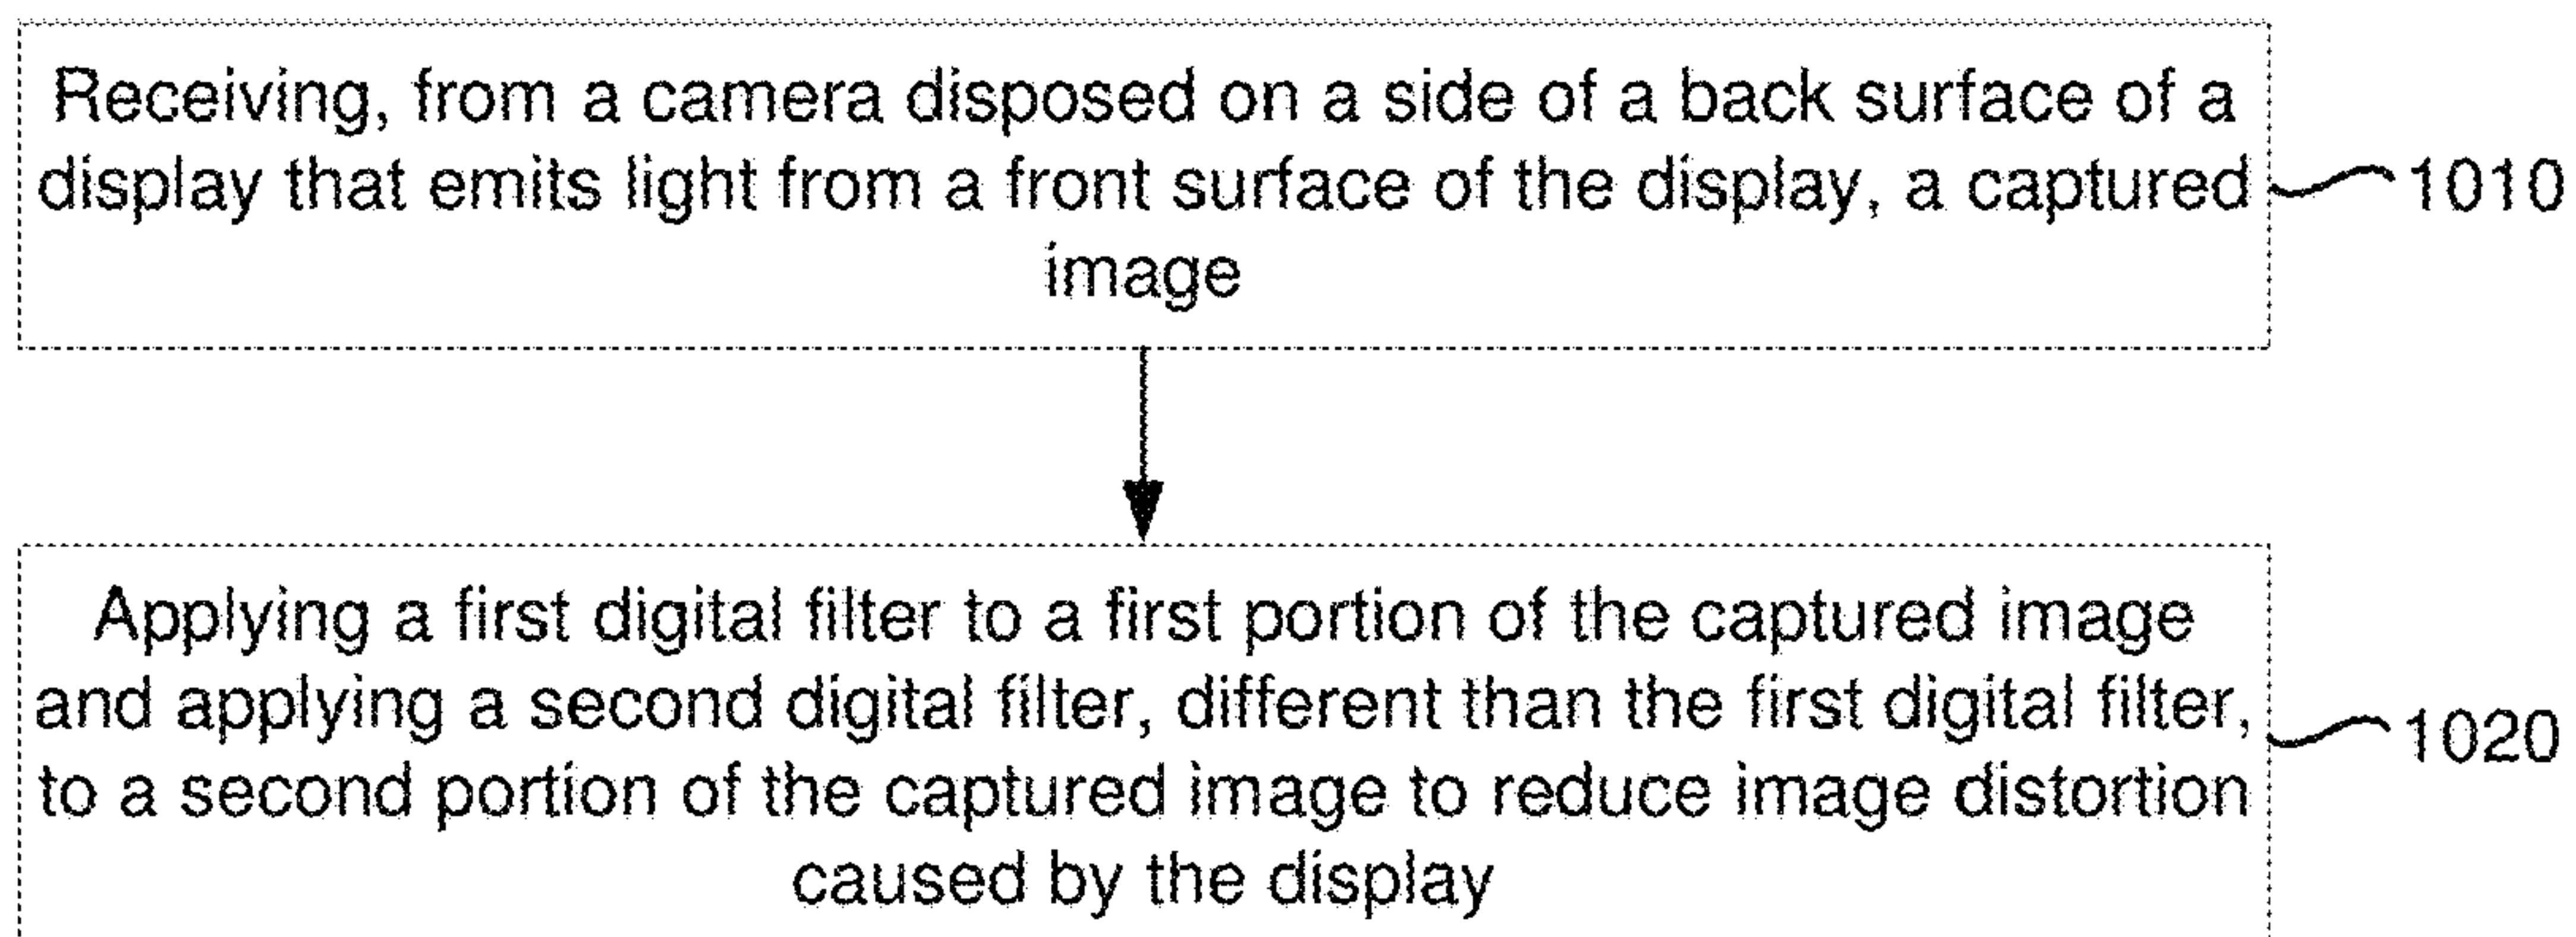 Receiving, from a camera disposed on a side of a back surface of a
display that emits light from a front surface of the display, a captured
image
1010
Applying a first digital filter to a first portion of the captured image
and applying a second digital filter, different than the first digital filter,
to a second portion of the captured image to reduce image distortion
caused by the display
1020